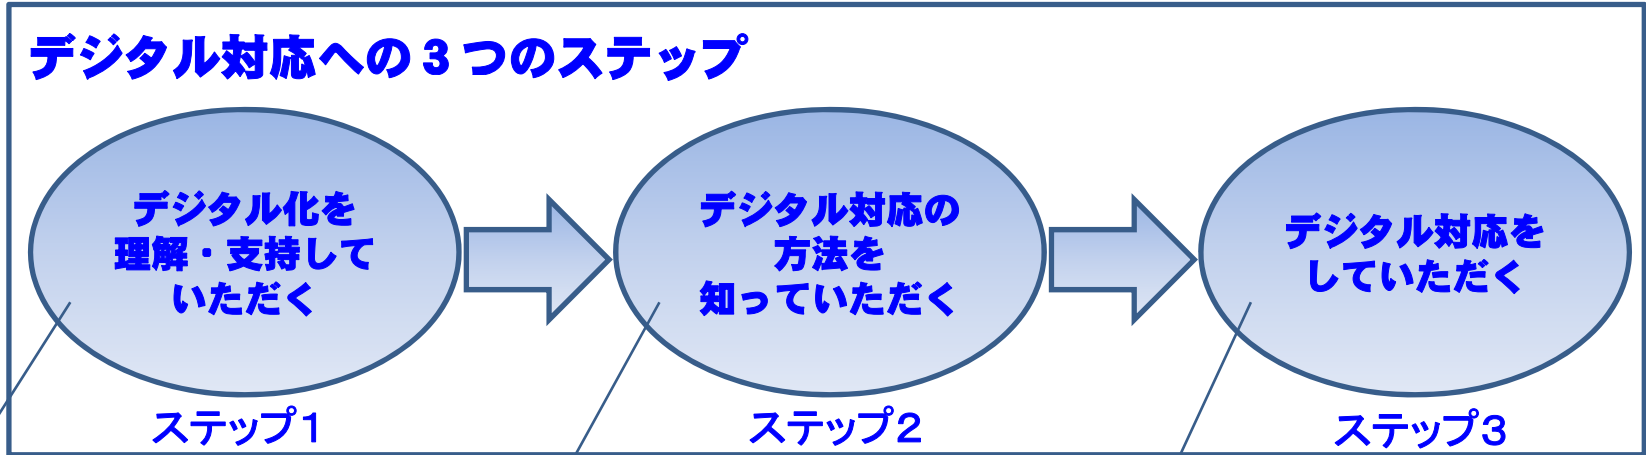 デジタル対応への３つのステップ
デジタル化を
理解・支持して
いただく
デジタル対応の
方法を
知っていただく
デジタル対応を
していただく
ステップ１
ステップ２
ステップ３